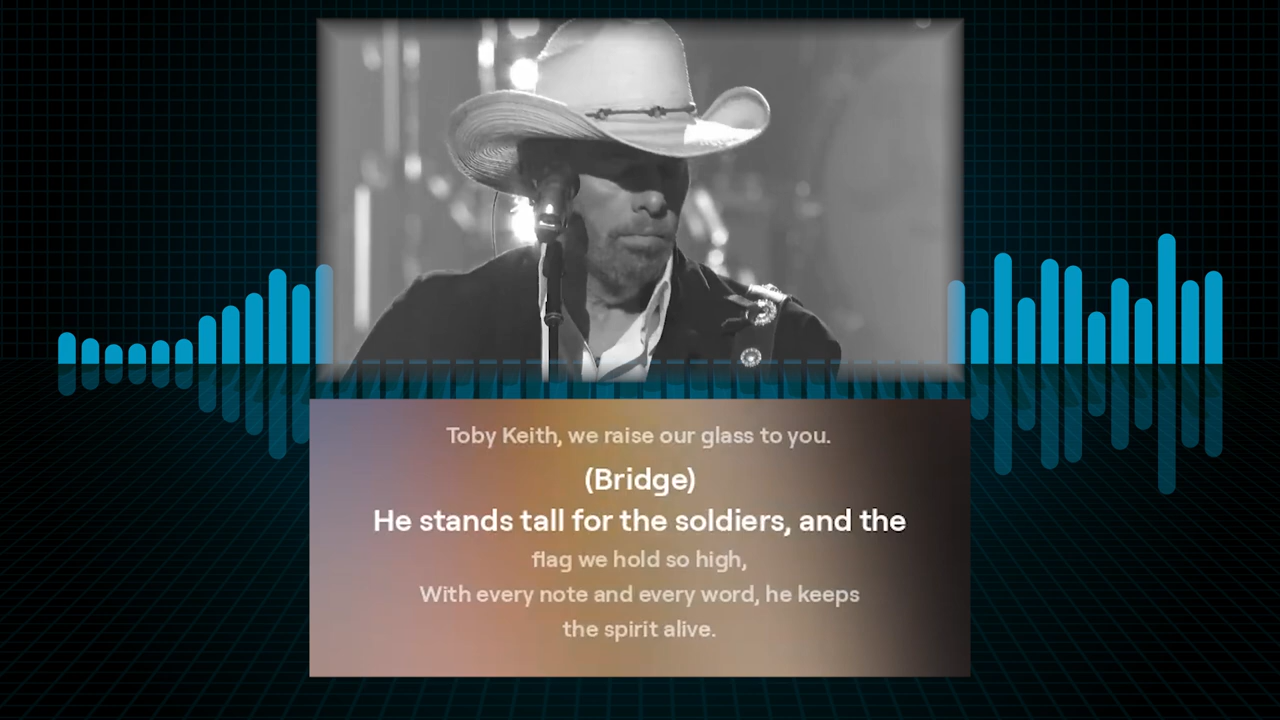 Toby Keith, we raise our glass to you.
(Bridge)
He stands tall for the soldiers, and the
flag we hold so high,
With every note and every word, he keeps
the spirit alive.